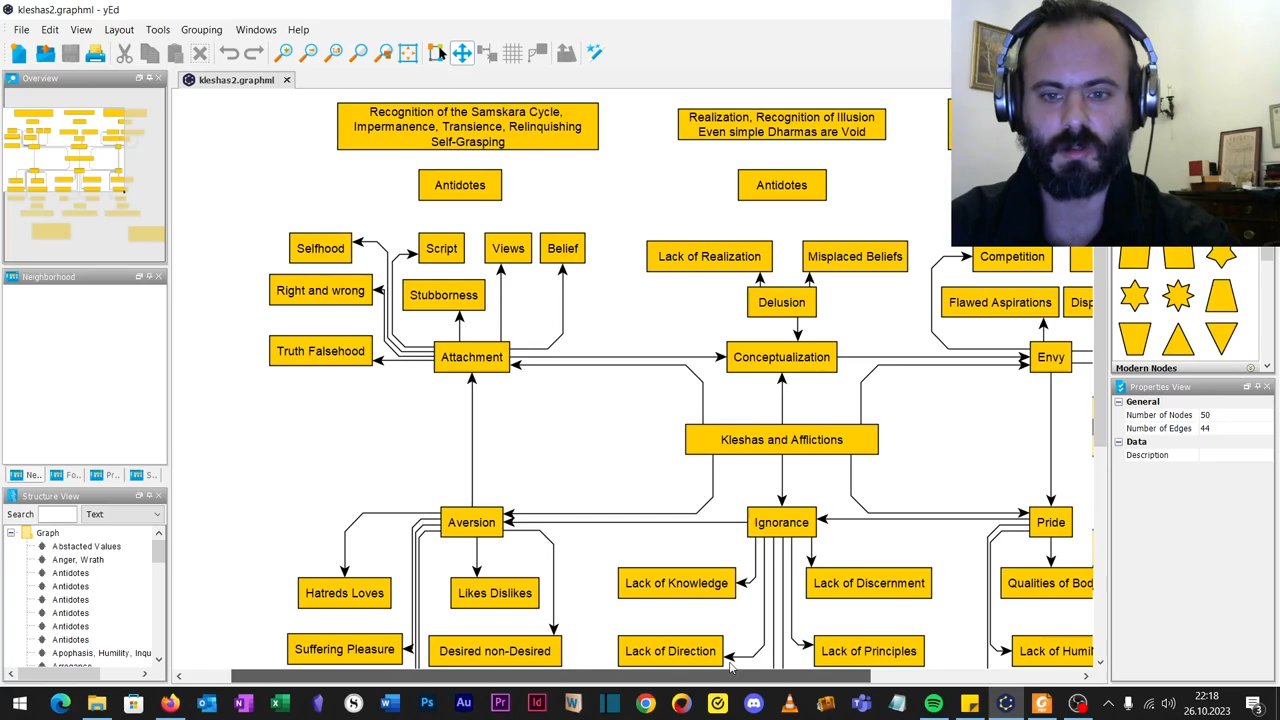 kleshas2.graphml - yEd
File Edit View Layout Tools Grouping Windows Help
Overview
kleshas2.graphml
Recognition of the Samskara Cycle,
Impermanence, Transience, Relinquishing
Self-Grasping
Realization, Recognition of Illusion
Even simple Dharmas are Void
Antidotes
Antidotes
Selfhood
Script
Views
Belief
Lack of Realization
Misplaced Beliefs
Competition
Right and wrong
Stubborness
Delusion
Flawed Aspirations
Disp
Truth Falsehood
Attachment
Conceptualization
Envy
Kleshas and Afflictions
Aversion
Ignorance
Pride
Hatreds Loves
Likes Dislikes
Lack of Knowledge
Lack of Discernment
Qualities of Bod
Suffering Pleasure
Desired non-Desired
Lack of Direction
Lack of Principles
Lack of Humil
Neighborhood
Ne...
Fo...
Pr...
S...
Structure View
Search
Text
Graph
Abstacted Values
Anger, Wrath
Antidotes
Antidotes
Antidotes
Antidotes
Antidotes
Antidotes
Apophasis, Humility, Inqu
Arrogance
Modern Nodes
Properties View
General
Number of Nodes 50
Number of Edges 44
Data
Description
22:18
26.10.2023